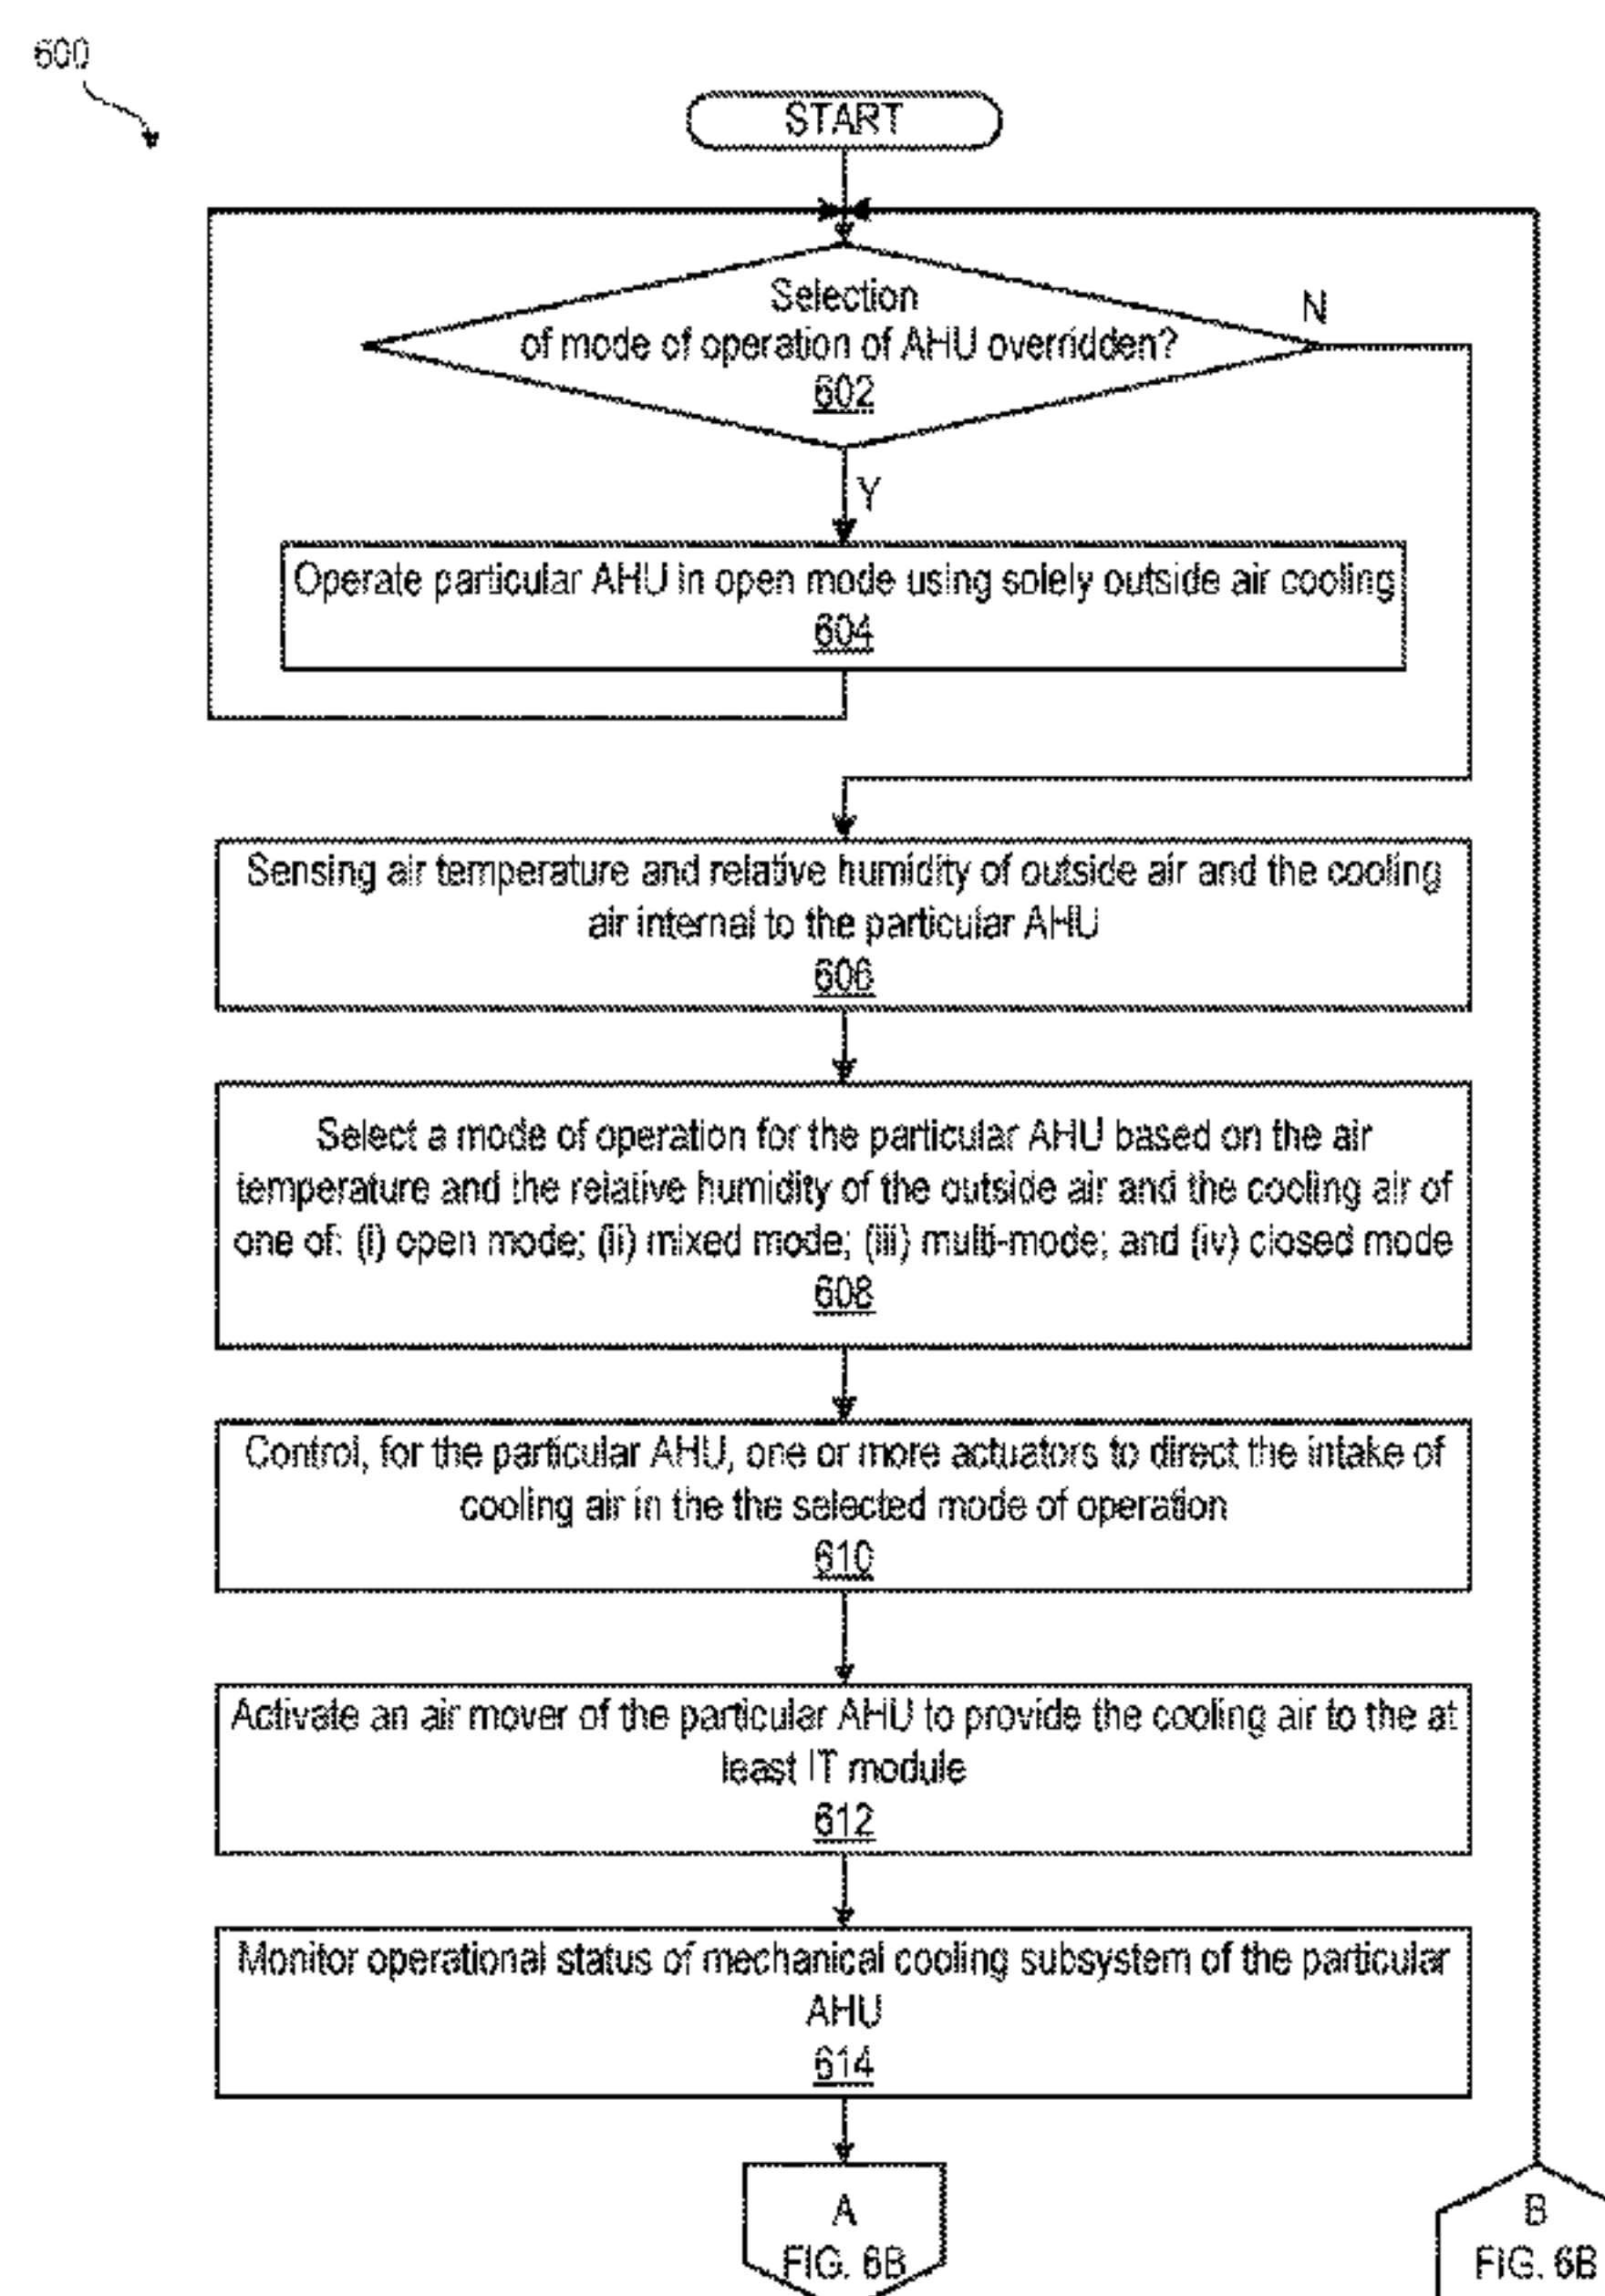 600
START
Selection
of mode of operation of AHU overridden?
602
N
Y
Operate particular AHU in open mode using solely outside air cooling
604
Sensing air temperature and relative humidity of outside air and the cooling
air internal to the particular AHU
606
Select a mode of operation for the particular AHU based on the air
temperature and the relative humidity of the outside air and the cooling air of
one of: (i) open mode; (ii) mixed mode; (iii) multi-mode; and (iv) closed mode
608
Control, for the particular AHU, one or more actuators to direct the intake of
cooling air in the the selected mode of operation
610
Activate an air mover of the particular AHU to provide the cooling air to the at
least IT module
612
Monitor operational status of mechanical cooling subsystem of the particular
AHU
614
A
FIG. 6B
B
FIG. 6B